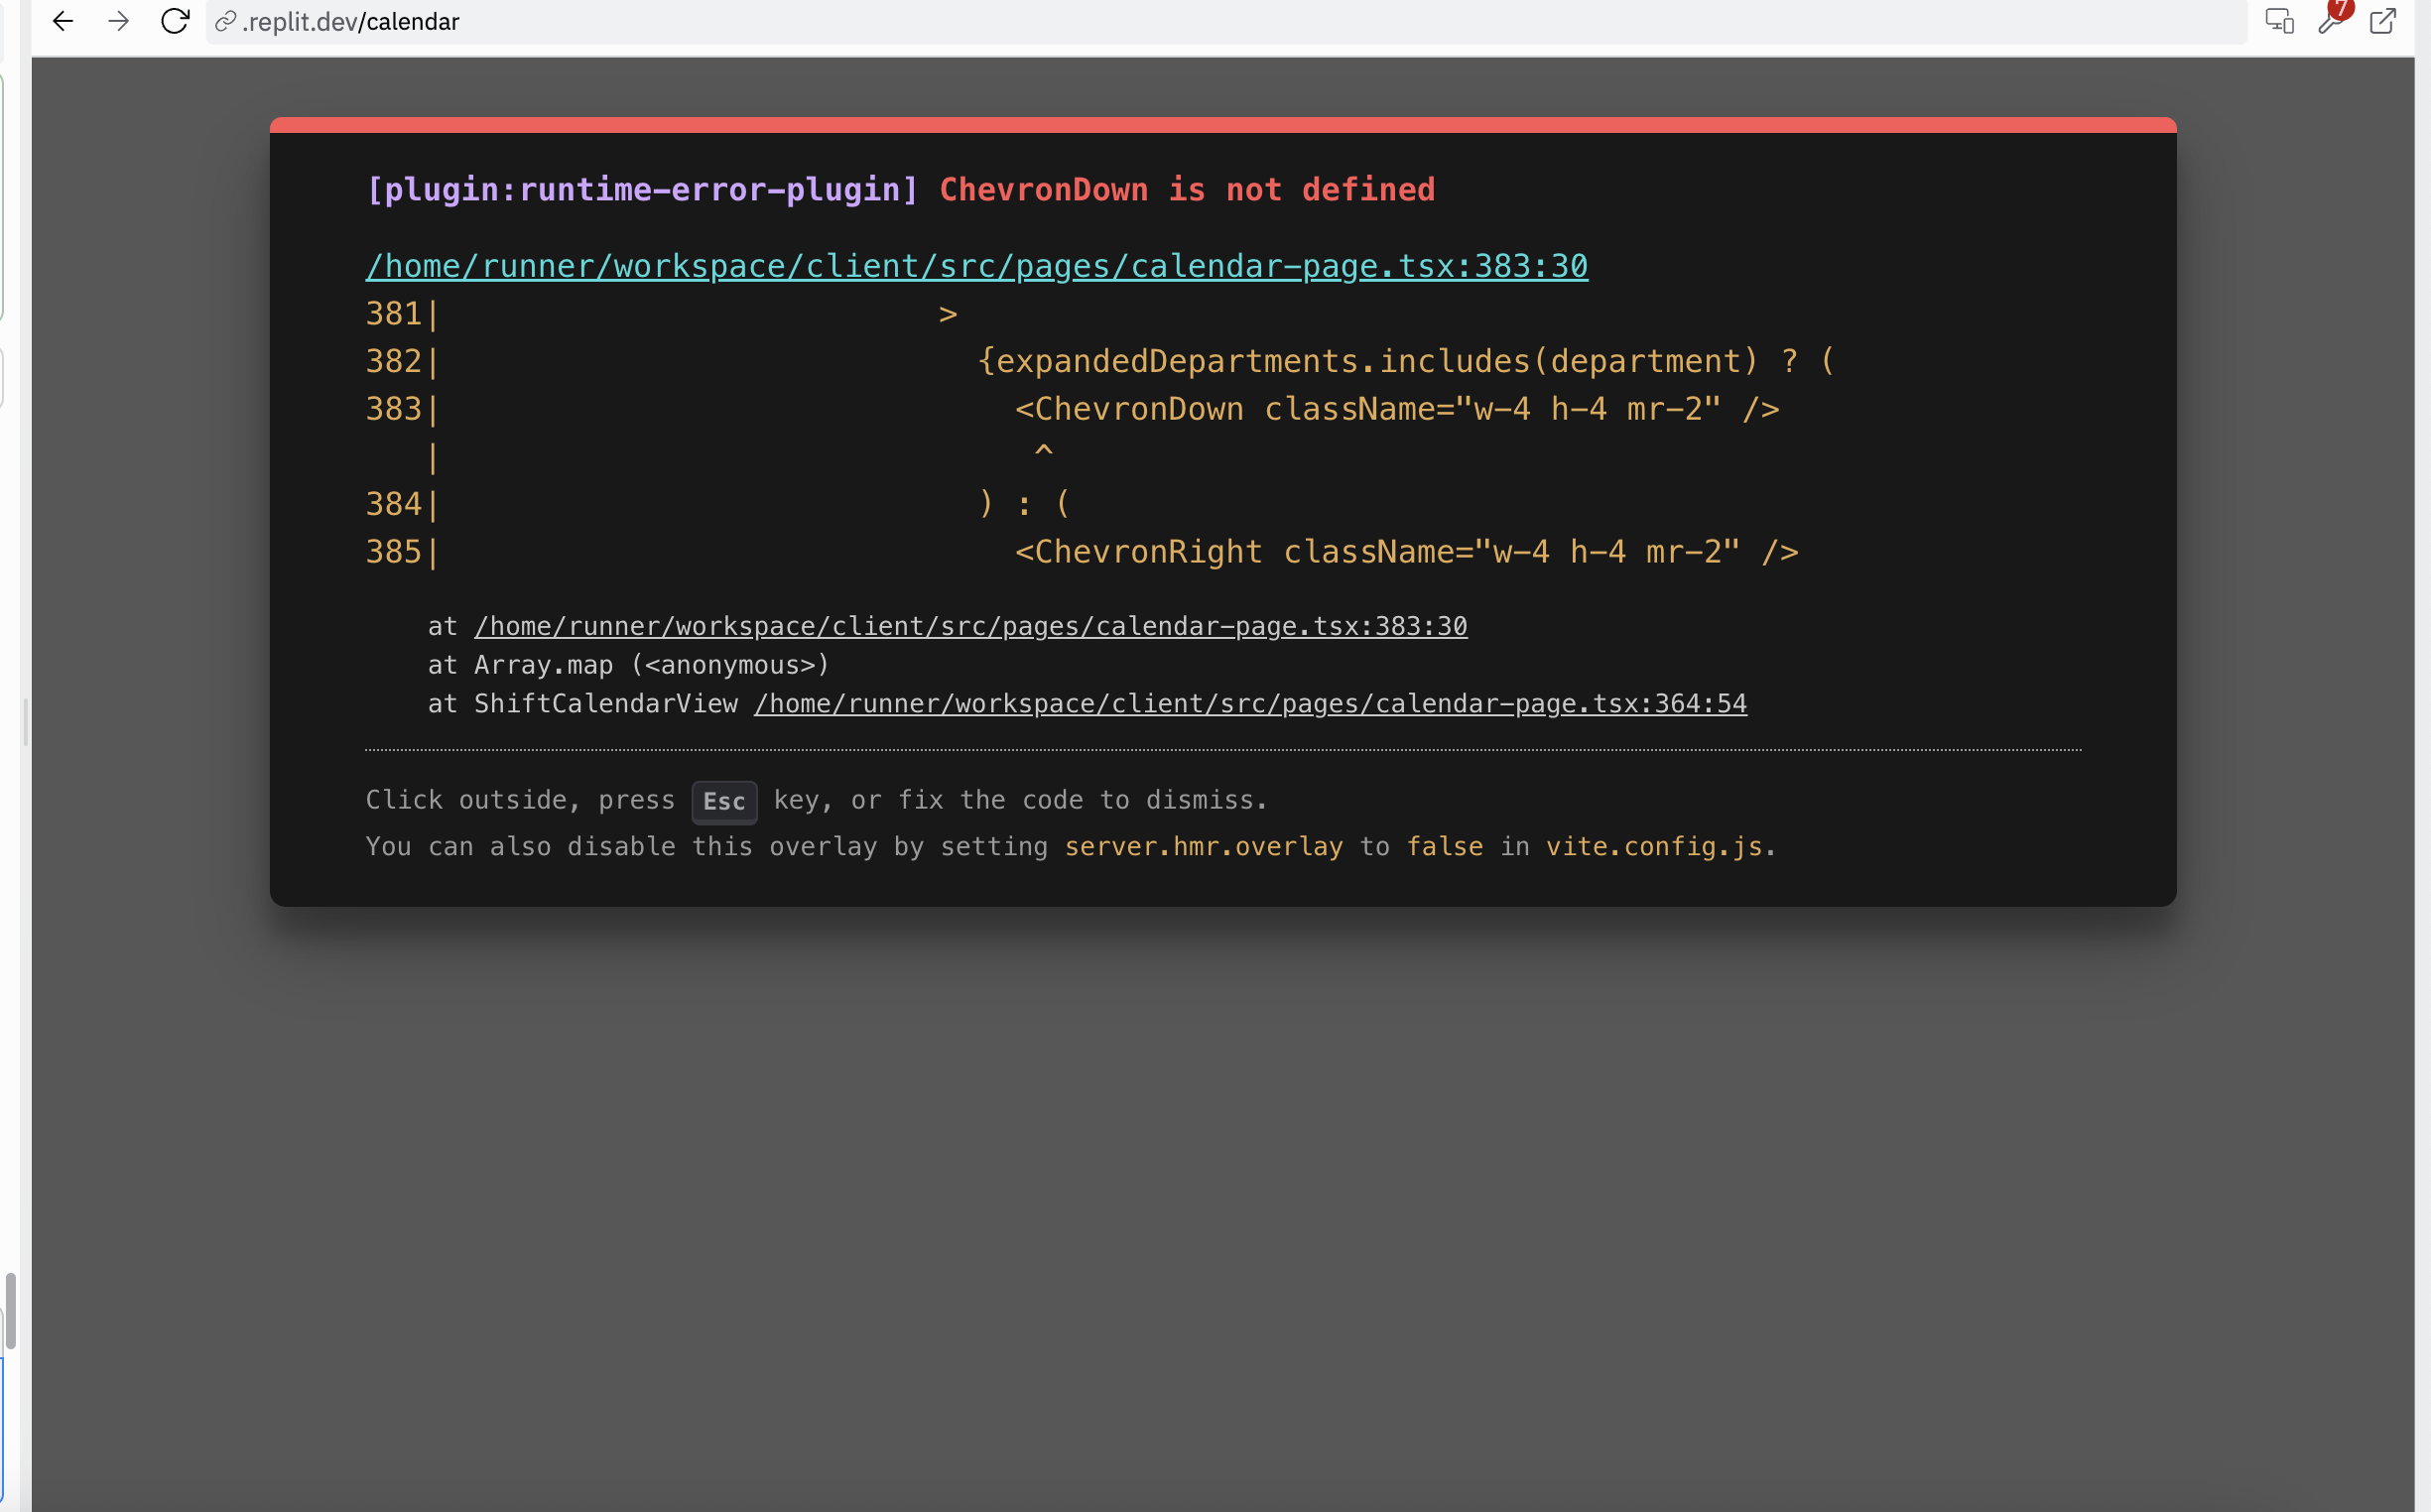 .replit.dev/calendar
7
[plugin:runtime-error-plugin] ChevronDown is not defined
/home/runner/workspace/client/src/pages/calendar-page.tsx:383:30
381|                          >
382|                            {expandedDepartments.includes(department) ? (
383|                              <ChevronDown className="w-4 h-4 mr-2" />
   |                               ^
384|                            ) : (
385|                              <ChevronRight className="w-4 h-4 mr-2" />
    at /home/runner/workspace/client/src/pages/calendar-page.tsx:383:30
    at Array.map (<anonymous>)
    at ShiftCalendarView /home/runner/workspace/client/src/pages/calendar-page.tsx:364:54
Click outside, press Esc key, or fix the code to dismiss.
You can also disable this overlay by setting server.hmr.overlay to false in vite.config.js.